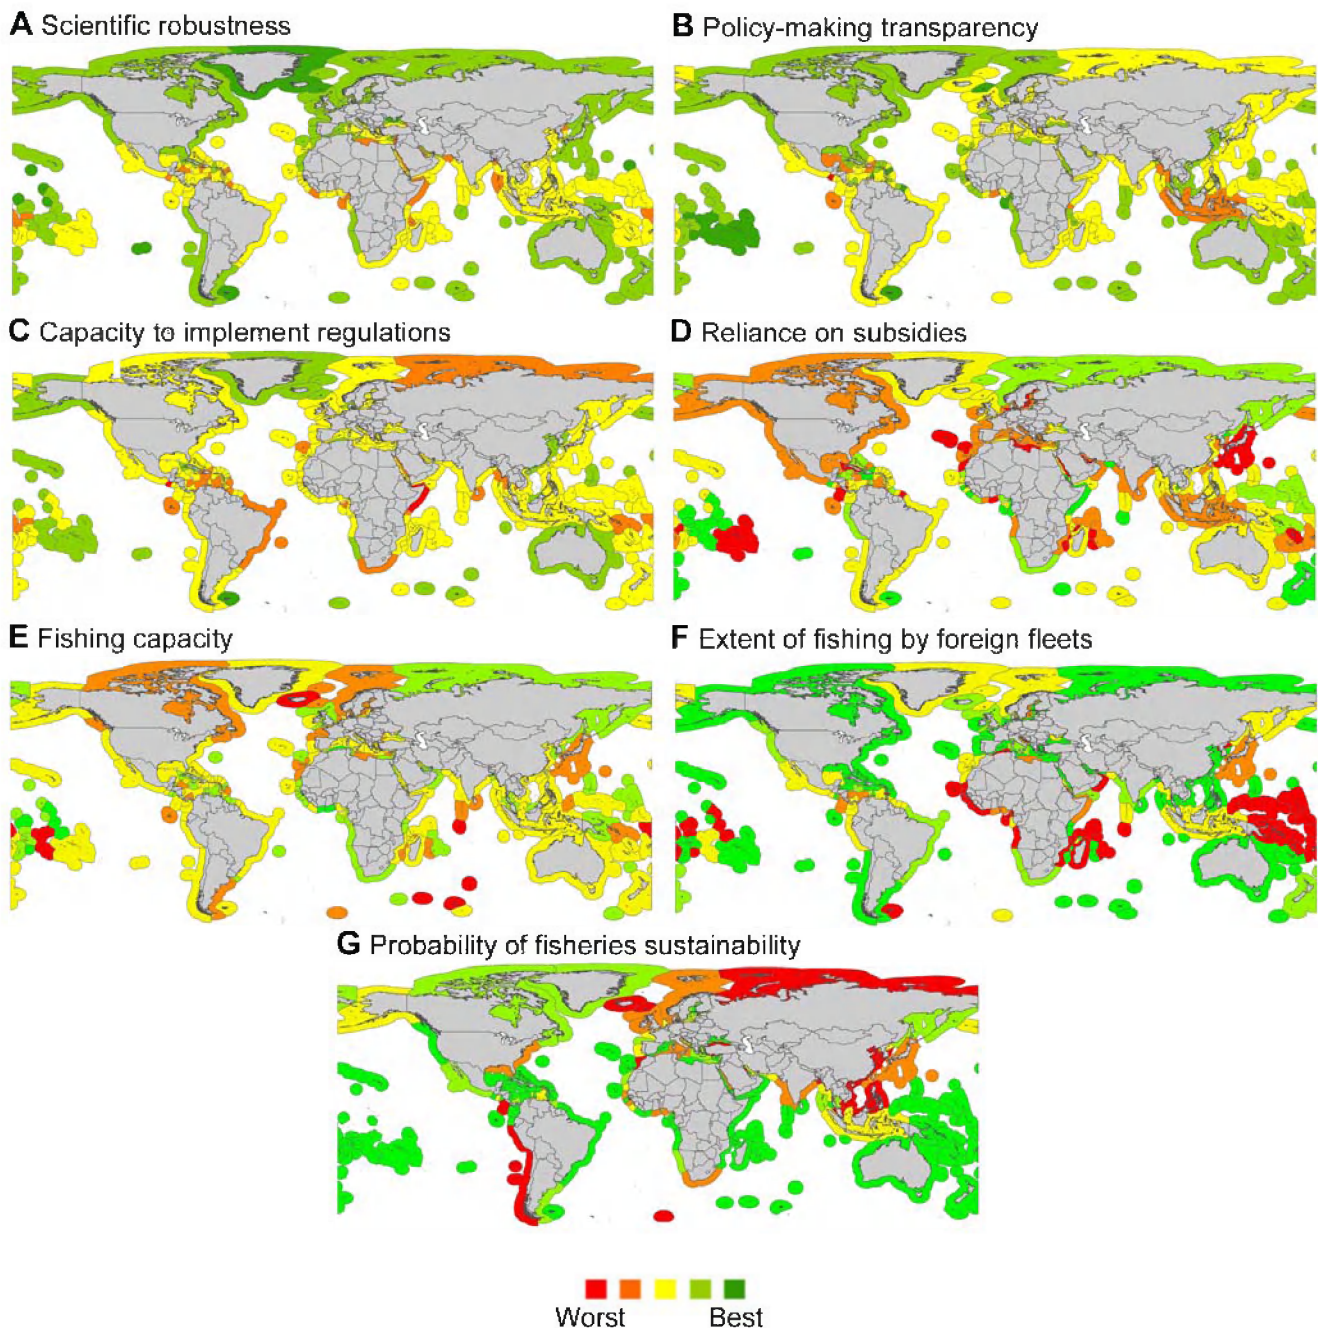 A Scientific robustness
B Policy-making transparency
C Capacity to implement regulations
D Reliance on subsidies
E Fishing capacity
F Extent of fishing by foreign fleets
G Probability of fisheries sustainability
Worst Best